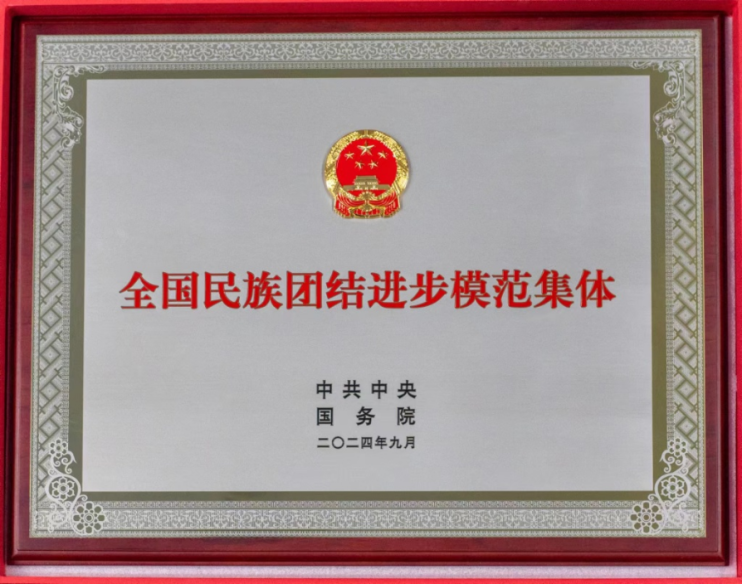 全国民族团结进步模范集体
中共中央
国务院
二〇二四年九月